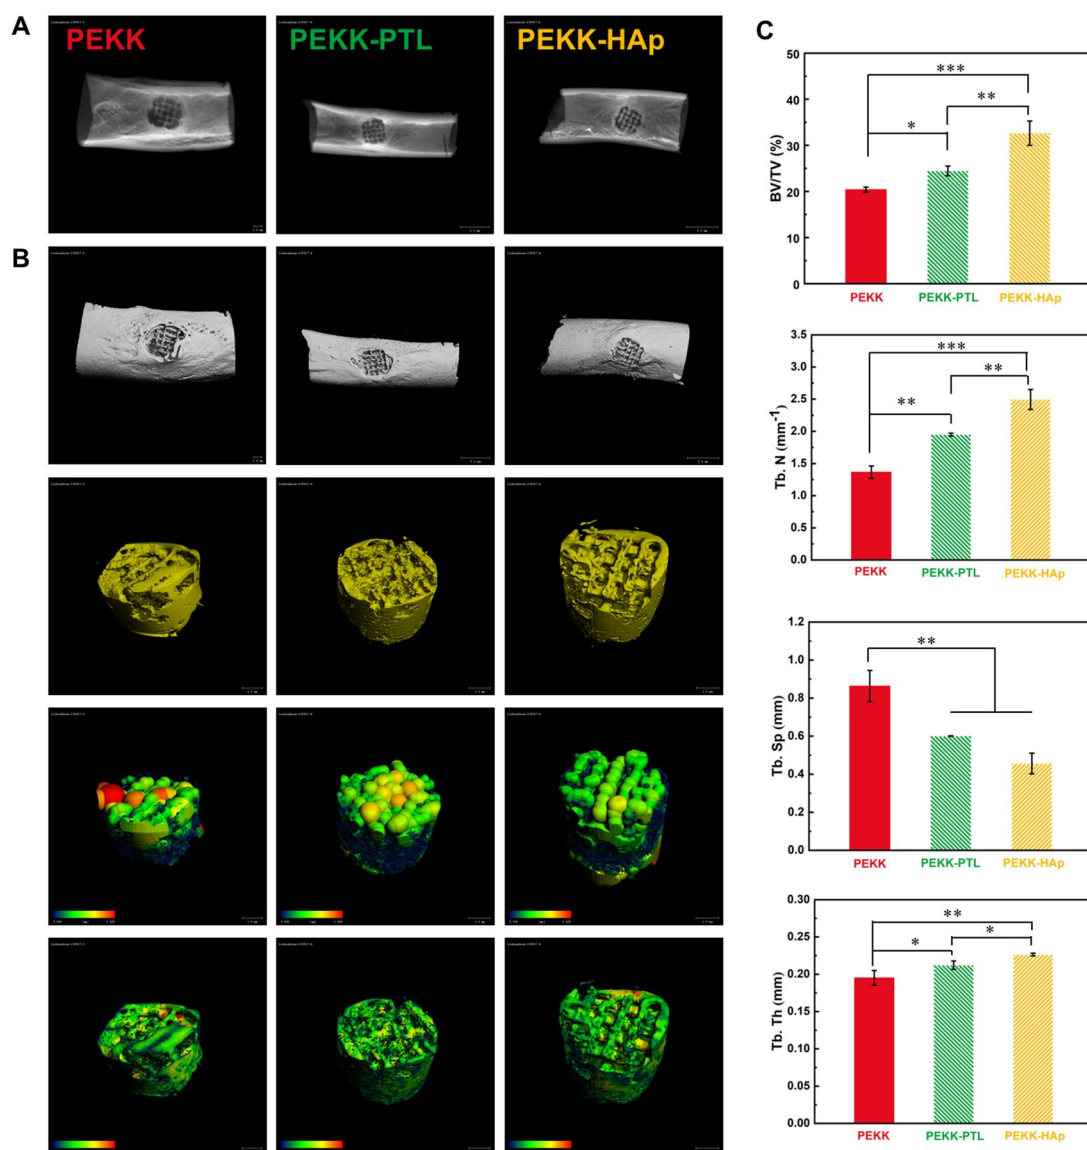 A
PEKK
PEKK-PTL
PEKK-HAp
C
50
40
30
20
10
0
BV/TV (%)
***
**
*
PEKK
PEKK-PTL
PEKK-HAp
B
3.5
3.0
2.5
2.0
1.5
1.0
0.5
0.0
Tb. N (mm-1)
***
**
**
PEKK
PEKK-PTL
PEKK-HAp
1.2
1.0
0.8
0.6
0.4
0.2
0.0
Tb. Sp (mm)
**
PEKK
PEKK-PTL
PEKK-HAp
0.30
0.25
0.20
0.15
0.10
0.05
0.00
Tb. Th (mm)
**
*
*
PEKK
PEKK-PTL
PEKK-HAp